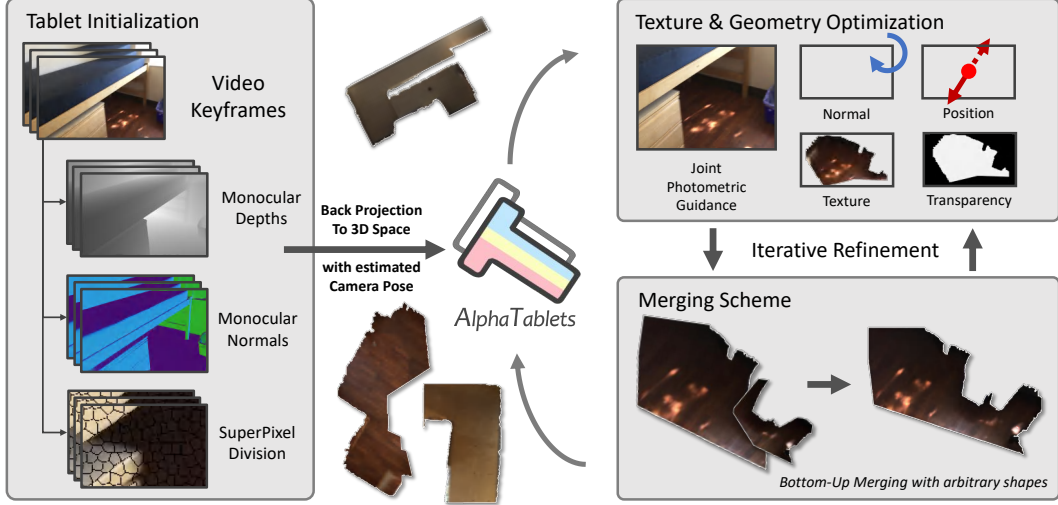 Tablet Initialization
Video
Keyframes
Monocular
Depths
Monocular
Normals
SuperPixel
Division
Back Projection
To 3D Space
with estimated
Camera Pose
AlphaTablets
Texture & Geometry Optimization
Joint
Photometric
Guidance
Normal
Position
Texture
Transparency
Iterative Refinement
Merging Scheme
Bottom-Up Merging with arbitrary shapes